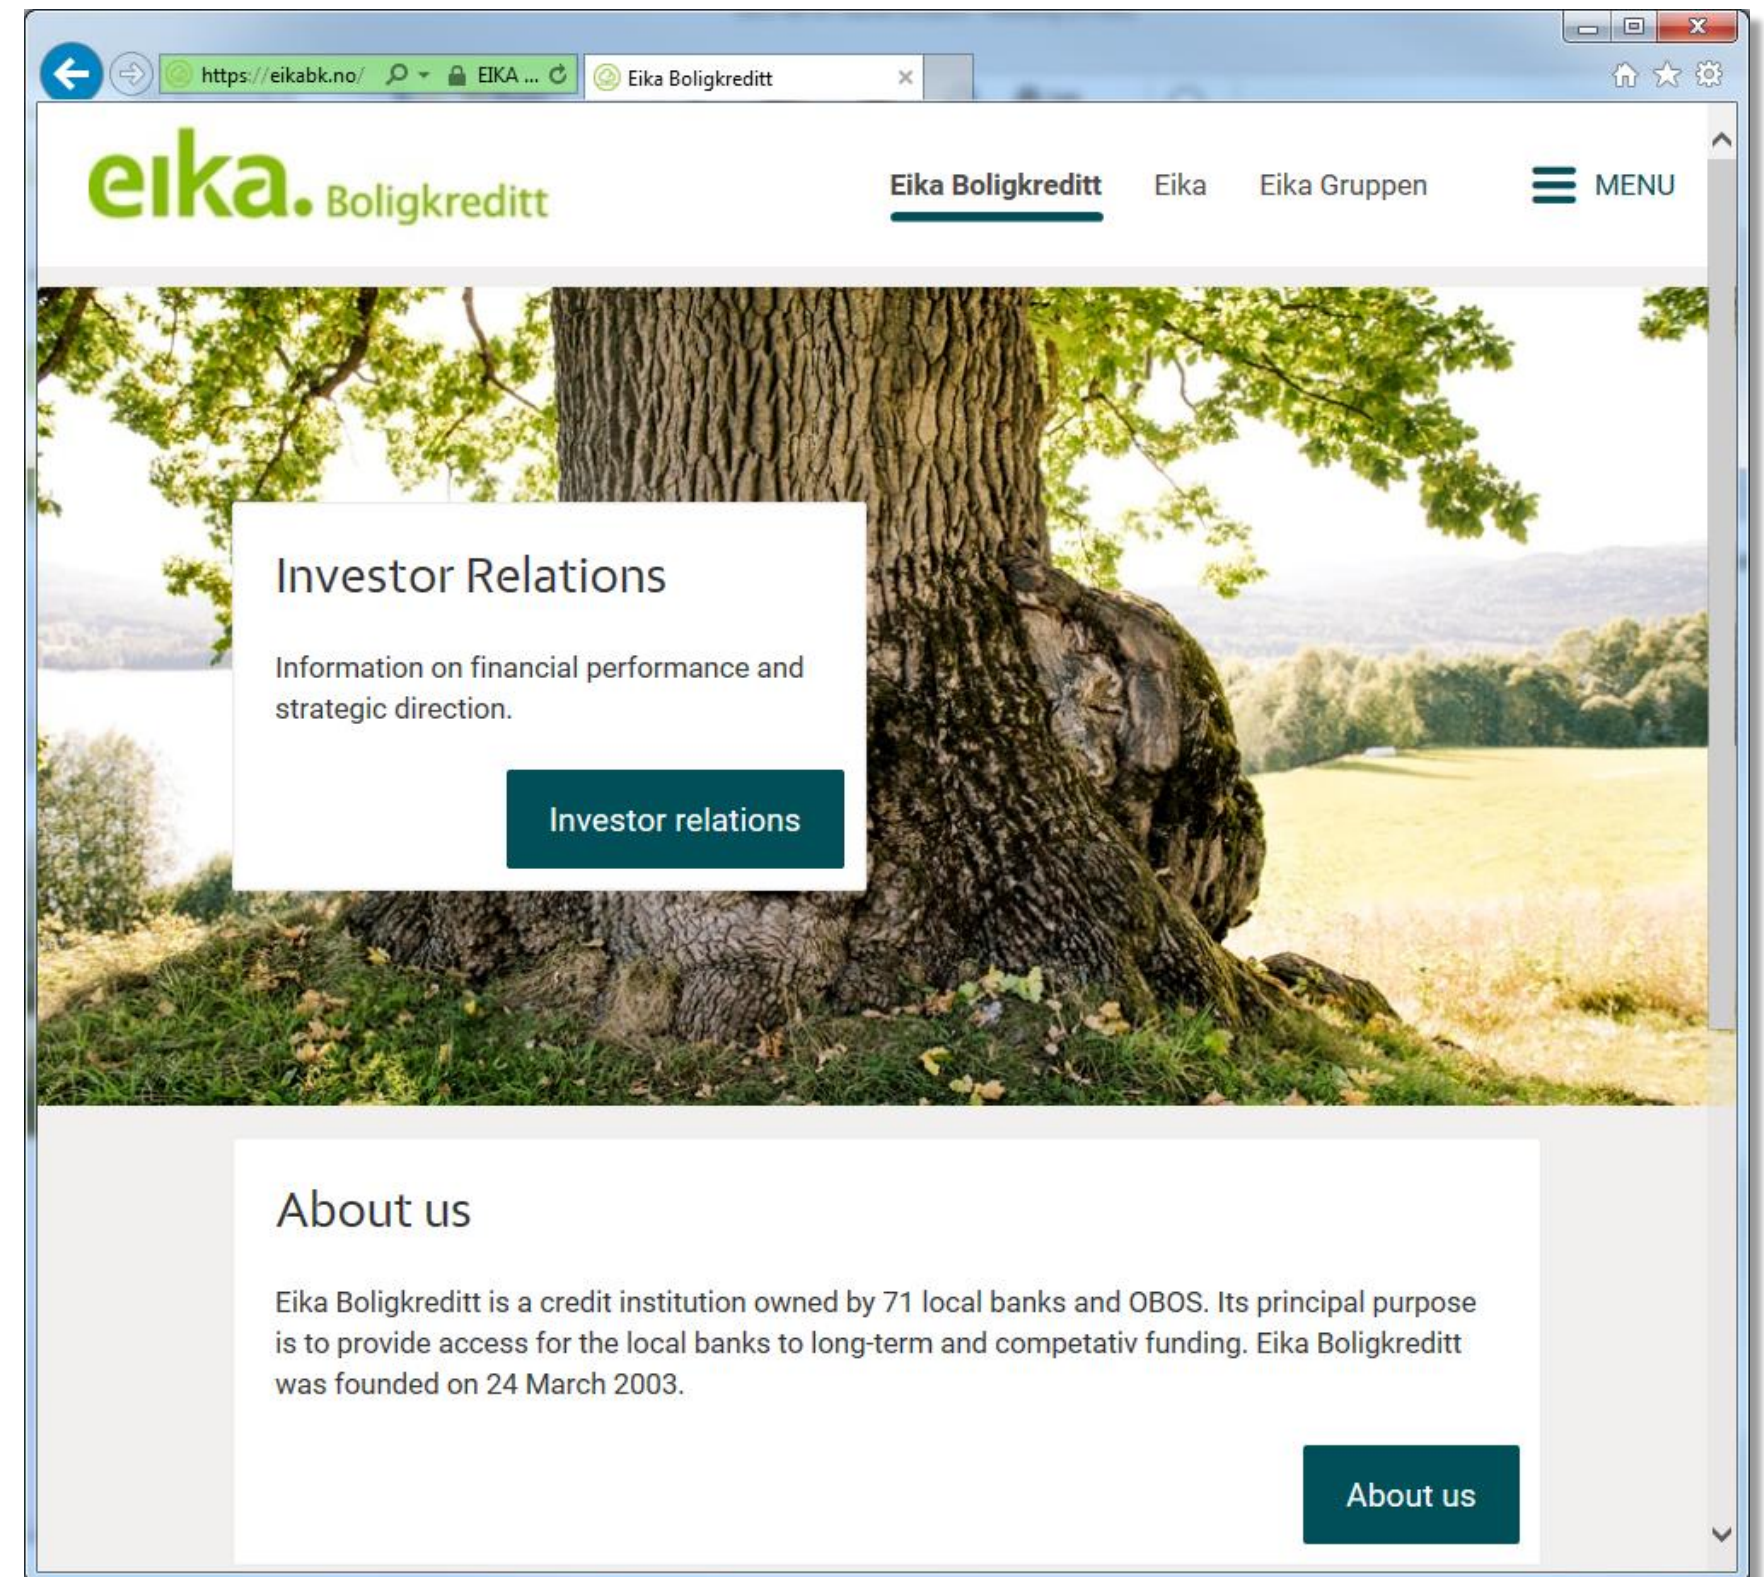 https://eikabk.no/ EIKA ... Eika Boligkreditt
eika. Boligkreditt
Eika Boligkreditt Eika Eika Gruppen MENU
Investor Relations
Information on financial performance and
strategic direction.
Investor relations
About us
Eika Boligkreditt is a credit institution owned by 71 local banks and OBOS. Its principal purpose
is to provide access for the local banks to long-term and competativ funding. Eika Boligkreditt
was founded on 24 March 2003.
About us